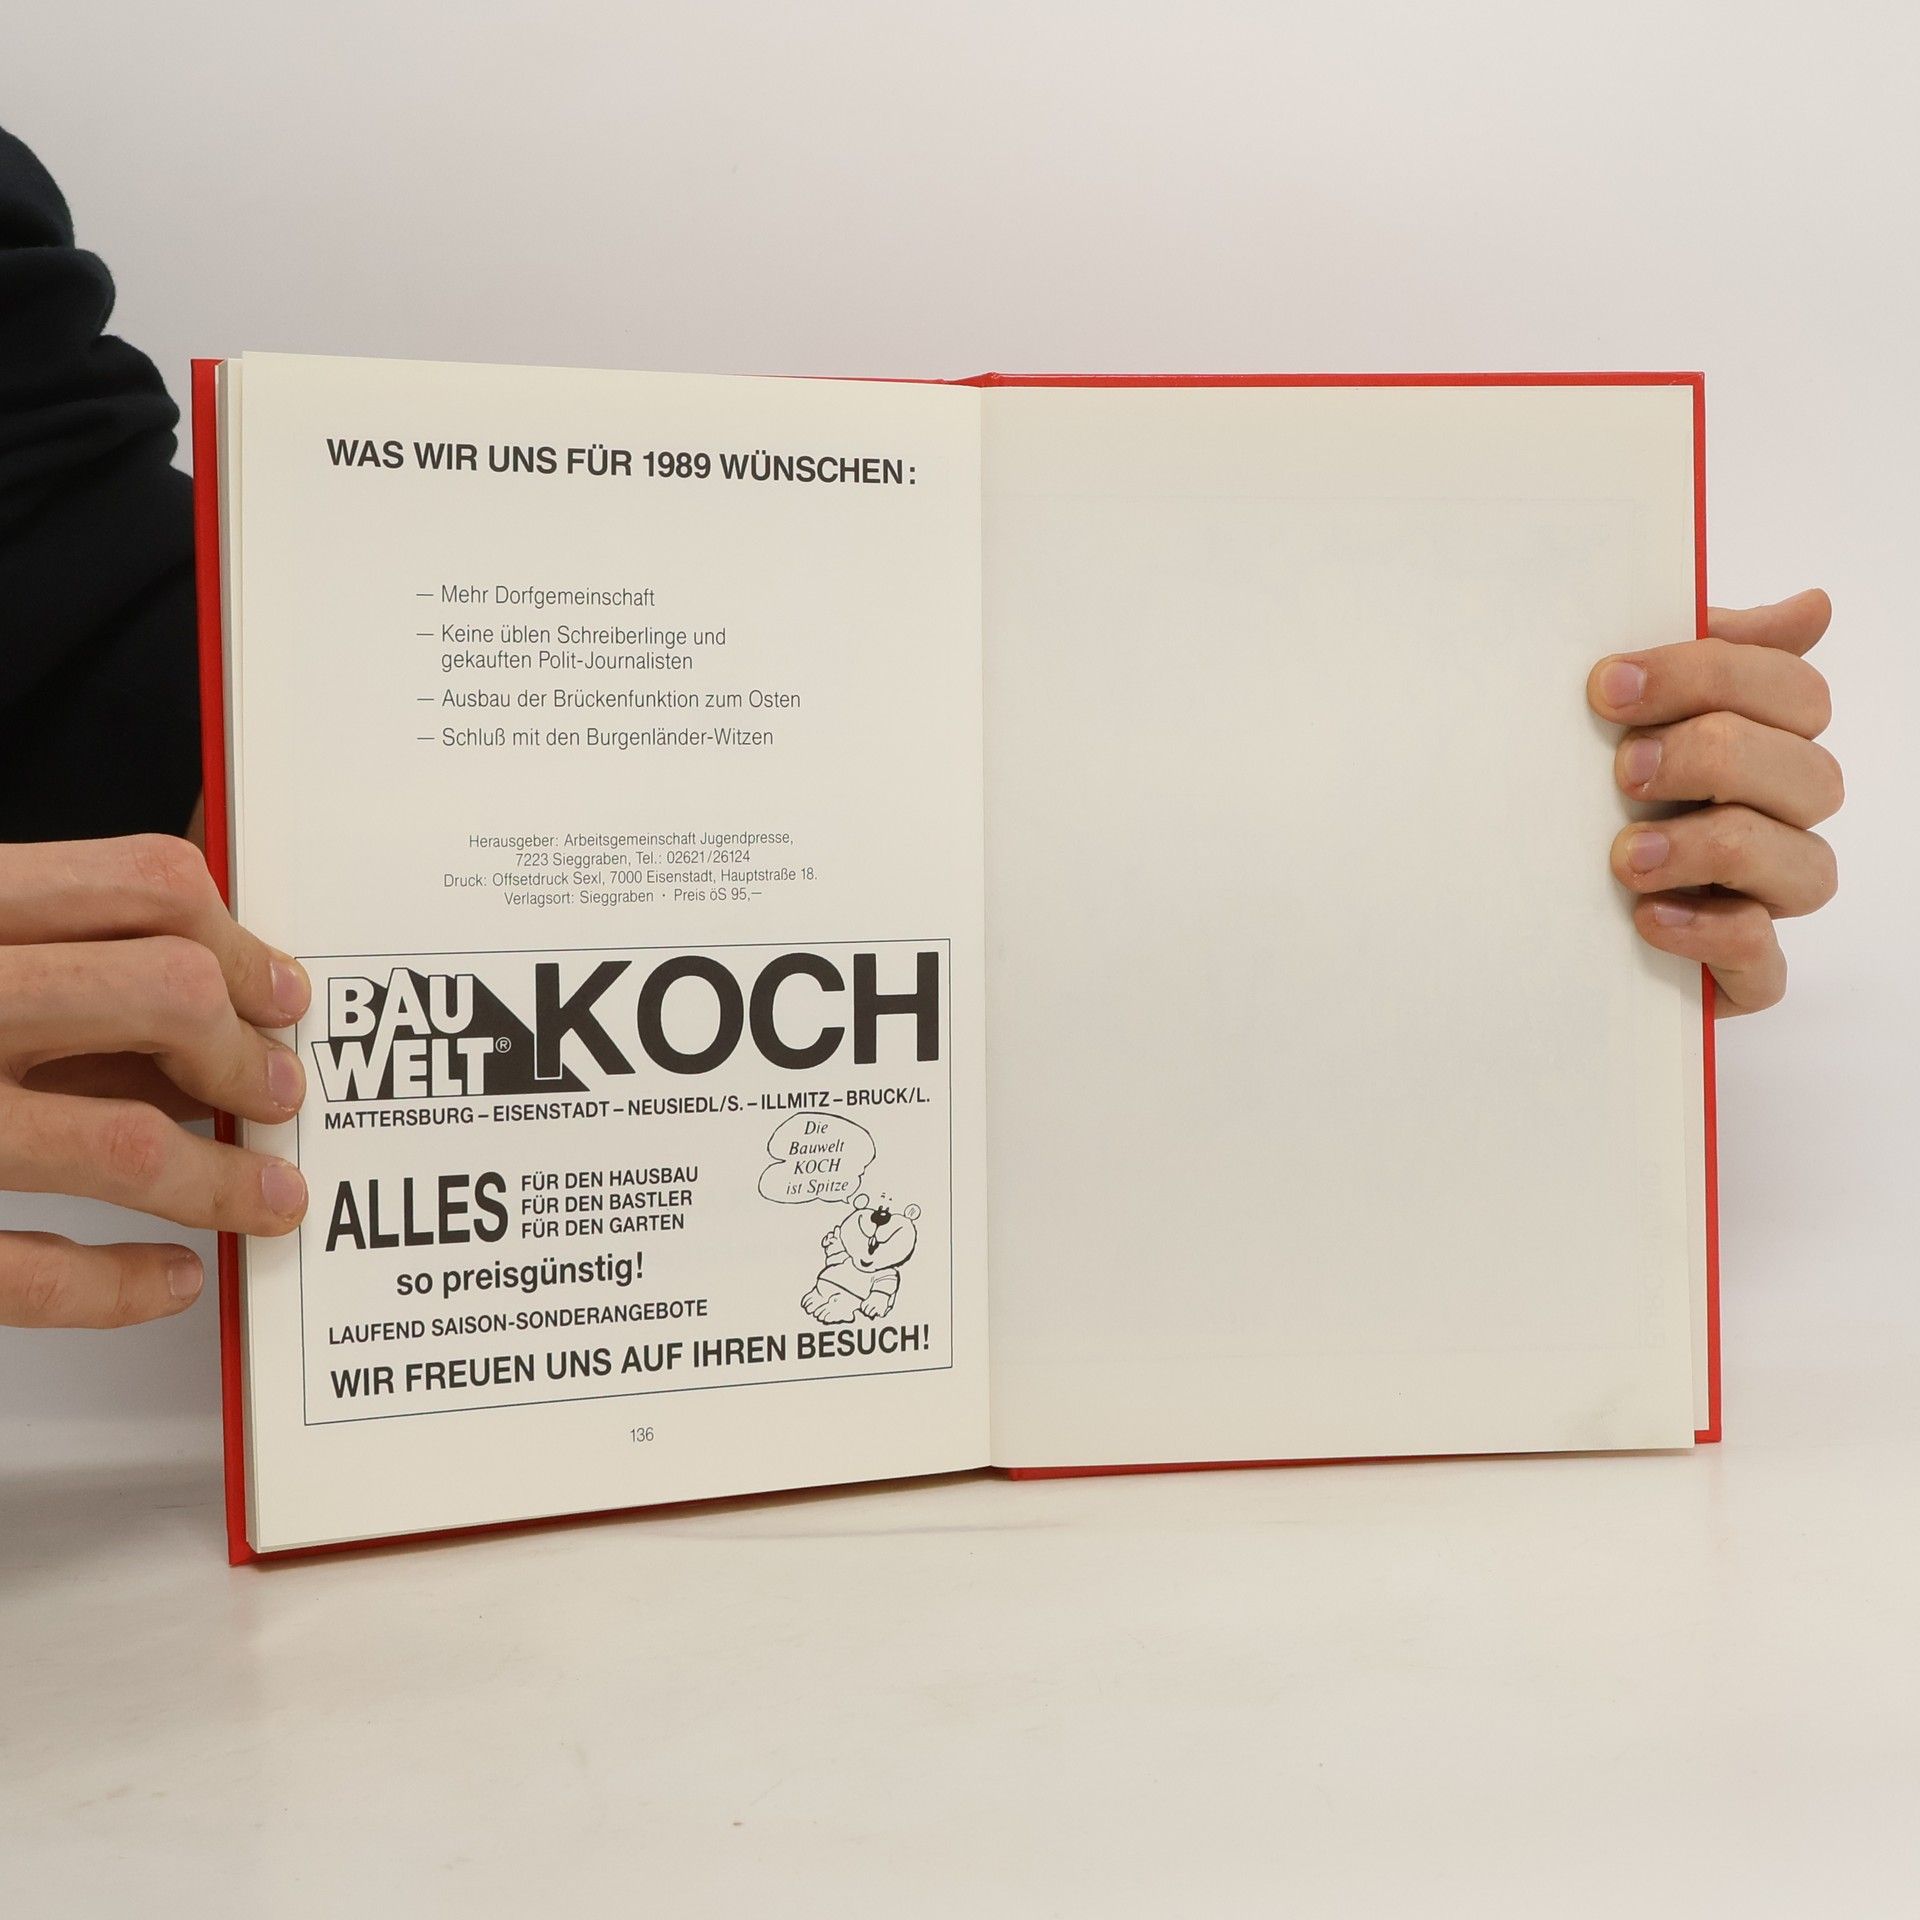 WAS WIR UNS FÜR 1989 WÜNSCHEN:
— Mehr Dorfgemeinschaft
— Keine üblen Schreiberlinge und
gekauften Polit-Journalisten
— Ausbau der Brückenfunktion zum Osten
— Schluß mit den Burgenländer-Witzen
Herausgeber: Arbeitsgemeinschaft Jugendpresse,
7223 Sieggraben, Tel.: 02621/26124
Druck: Offsetdruck Sexl, 7000 Eisenstadt, Hauptstraße 18.
Verlagsort: Sieggraben · Preis öS 95,—
BAU
WELT® KOCH
MATTERSBURG – EISENSTADT – NEUSIEDL/S. – ILLMITZ – BRUCK/L.
Die
Bauwelt
KOCH
ist Spitze
ALLES
FÜR DEN HAUSBAU
FÜR DEN BASTLER
FÜR DEN GARTEN
so preisgünstig!
LAUFEND SAISON-SONDERANGEBOTE
WIR FREUEN UNS AUF IHREN BESUCH!
136